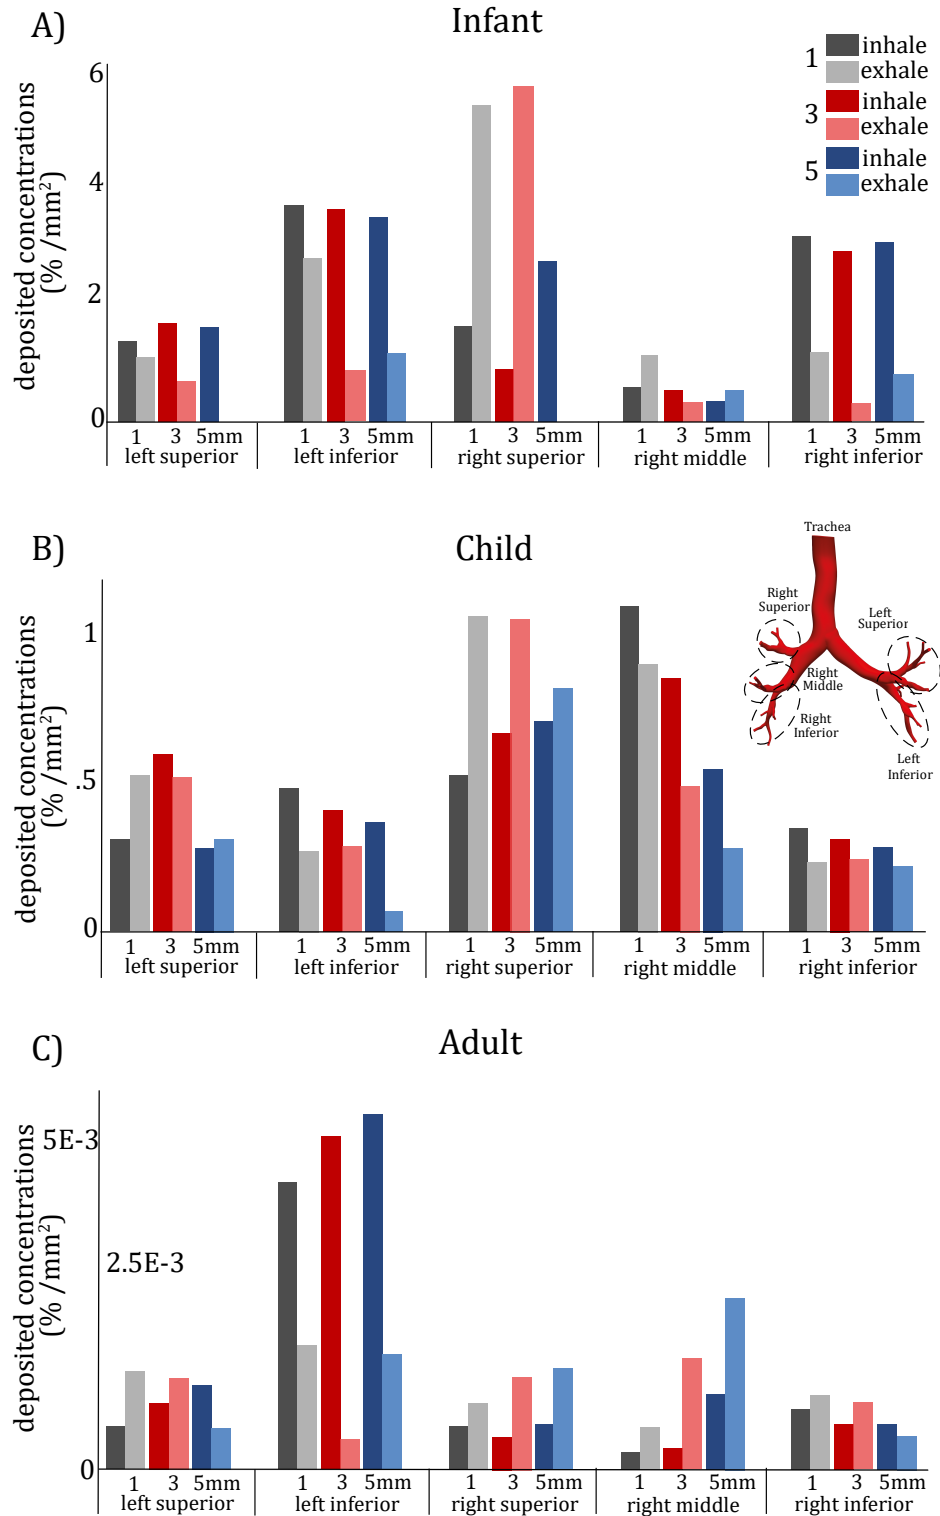 A)
Infant
1
inhale
exhale
3
inhale
exhale
5
inhale
exhale
deposited concentrations
(% /mm²)
6
4
2
0
1 3 5mm
left superior
1 3 5mm
left inferior
1 3 5mm
right superior
1 3 5mm
right middle
1 3 5mm
right inferior
B)
Child
Trachea
Right
Superior
Left
Superior
Right
Middle
Right
Inferior
Left
Inferior
deposited concentrations
(% /mm²)
1
.5
0
1 3 5mm
left superior
1 3 5mm
left inferior
1 3 5mm
right superior
1 3 5mm
right middle
1 3 5mm
right inferior
C)
Adult
deposited concentrations
(% /mm²)
5E-3
2.5E-3
0
1 3 5mm
left superior
1 3 5mm
left inferior
1 3 5mm
right superior
1 3 5mm
right middle
1 3 5mm
right inferior